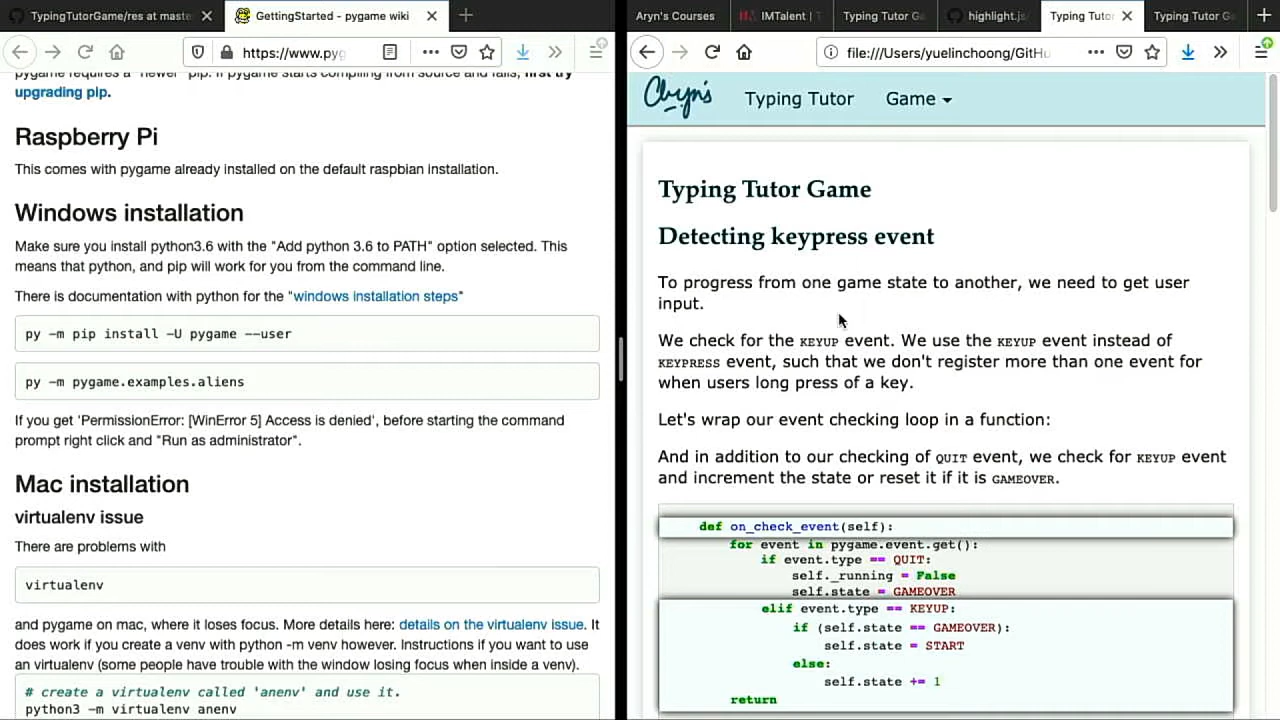 TypingTutorGame/res at maste
GettingStarted - pygame wiki
https://www.pyg
pygame requires a "newer" pip. If pygame starts compiling from source and fails, first try
upgrading pip.
Raspberry Pi
This comes with pygame already installed on the default raspbian installation.
Windows installation
Make sure you install python3.6 with the "Add python 3.6 to PATH" option selected. This
means that python, and pip will work for you from the command line.
There is documentation with python for the "windows installation steps"
py -m pip install -U pygame --user
py -m pygame.examples.aliens
If you get 'PermissionError: [WinError 5] Access is denied', before starting the command
prompt right click and "Run as administrator".
Mac installation
virtualenv issue
There are problems with
virtualenv
and pygame on mac, where it loses focus. More details here: details on the virtualenv issue. It
does work if you create a venv with python -m venv however. Instructions if you want to use
an virtualenv (some people have trouble with the window losing focus when inside a venv).
# create a virtualenv called 'anenv' and use it.
python3 -m virtualenv anenv
Aryn's Courses
IMTalent | T
Typing Tutor Ga
highlight.js/
Typing Tutor
Typing Tutor Ga
file:///Users/yuelinchoong/GitHu
Aryn's
Typing Tutor
Game
Typing Tutor Game
Detecting keypress event
To progress from one game state to another, we need to get user
input.
We check for the KEYUP event. We use the KEYUP event instead of
KEYPRESS event, such that we don't register more than one event for
when users long press of a key.
Let's wrap our event checking loop in a function:
And in addition to our checking of QUIT event, we check for KEYUP event
and increment the state or reset it if it is GAMEOVER.
def on_check_event(self):
for event in pygame.event.get():
if event.type == QUIT:
self._running = False
self.state = GAMEOVER
elif event.type == KEYUP:
if (self.state == GAMEOVER):
self.state = START
else:
self.state += 1
return